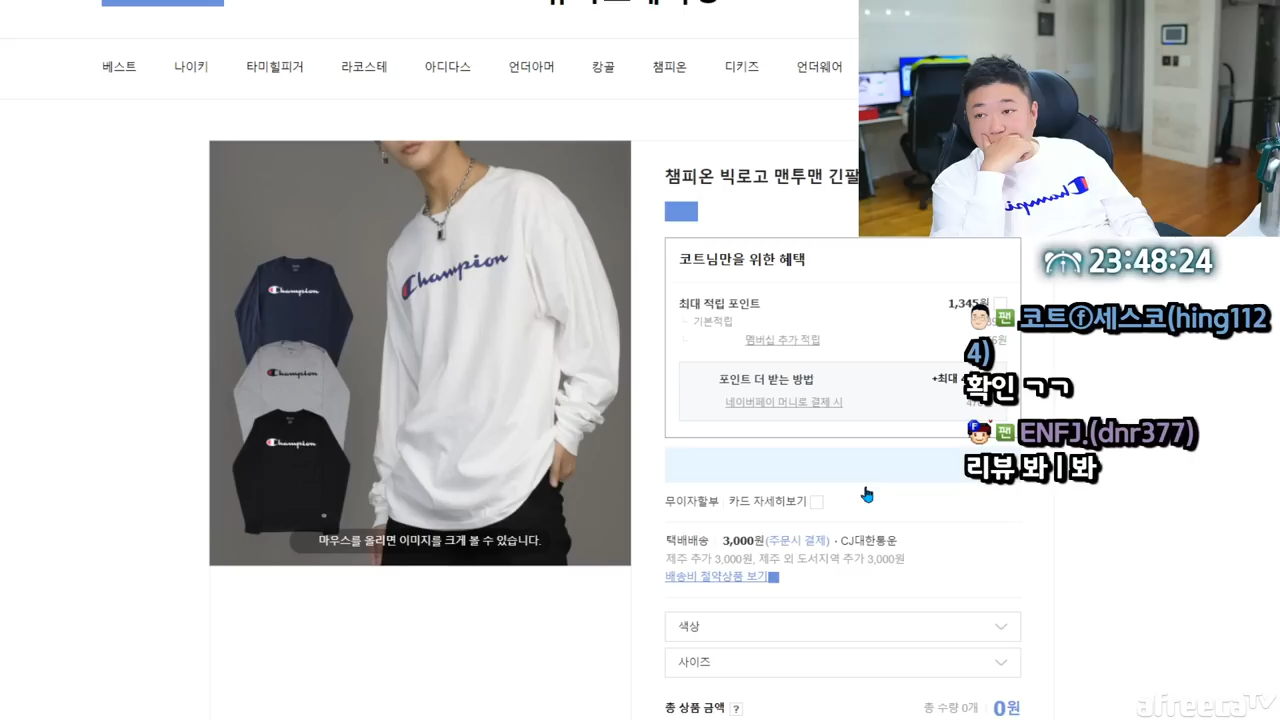 베스트 나이키 타미힐피거 라코스테 아디다스 언더아머 캉골 챔피온 디키즈 언더웨어
챔피온 빅로고 맨투맨 긴팔
Champion
Champion
Champion
Champion
마우스를 올리면 이미지를 크게 볼 수 있습니다.
코트님만을 위한 혜택
최대 적립 포인트 1,345원
기본적립
멤버십 추가 적립
포인트 더 받는 방법 +최대
네이버페이 머니로 결제 시
무이자할부 카드 자세히보기
택배배송 3,000원(주문시 결제) · CJ대한통운
제주 추가 3,000원, 제주 외 도서지역 추가 3,000원
배송비 절약상품 보기
색상
사이즈
총 상품 금액 ? 총 수량 0개 0원
Champi
23:48:24
팬 코트ⓕ세스코(hing112
4)
확인 ㄱㄱ
팬 ENFJ.(dnr377)
리뷰 봐ㅣ봐
afreecaTV